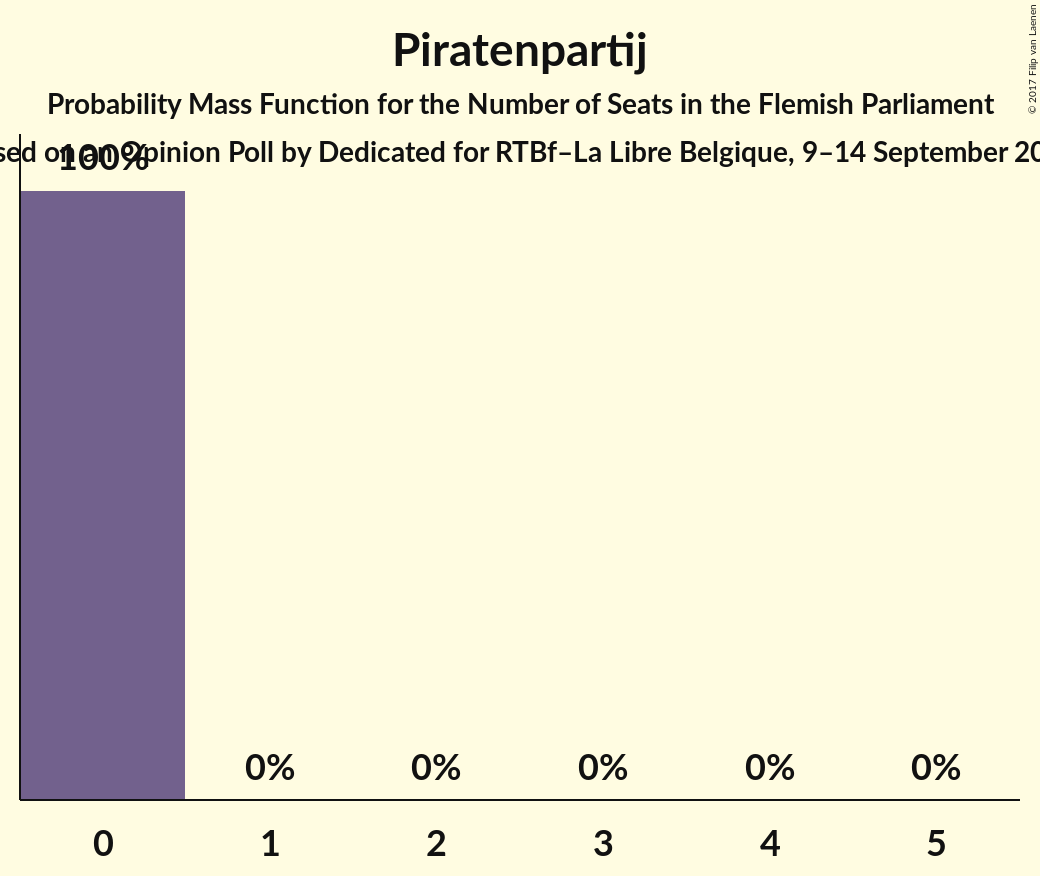 Piratenpartij
Probability Mass Function for the Number of Seats in the Flemish Parliament
on an Opinion Poll by Dedicated for RTBf–La Libre Belgique, 9–14 September
100%
0% 0% 0% 0% 0%
0 1 2 3 4 5
© 2017 Filip van Laenen